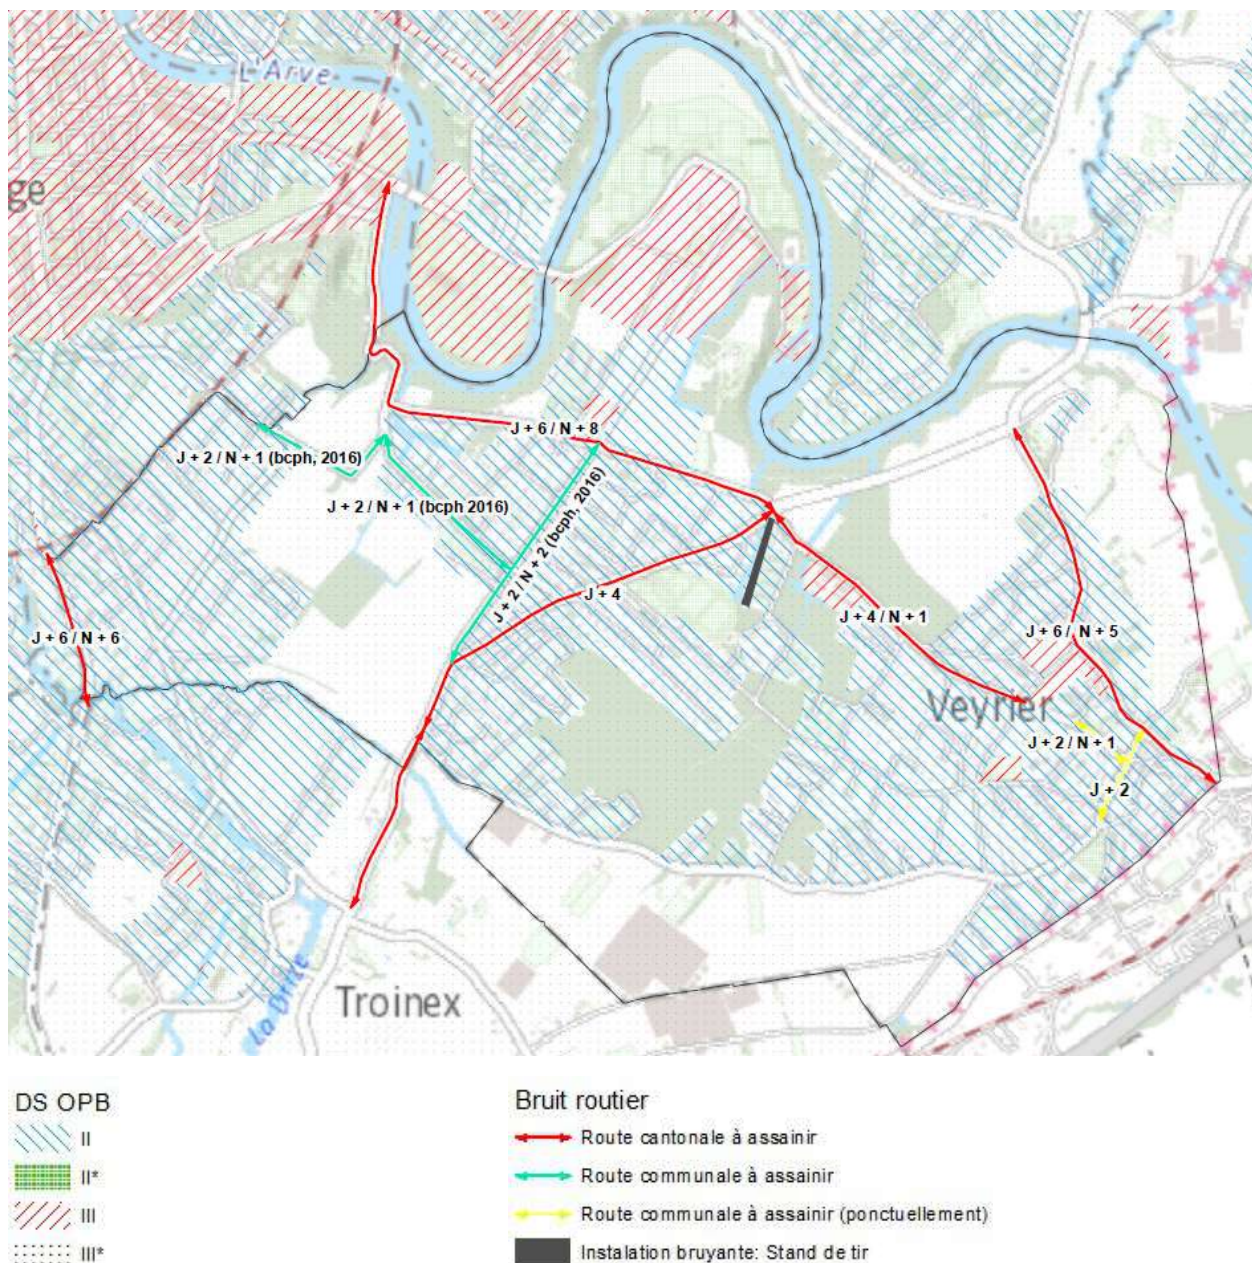 L'Arve
ge
J + 6 / N + 8
J + 2 / N + 1 (bcph, 2016)
J + 2 / N + 1 (bcph 2016)
J + 2 / N + 2 (bcph, 2016)
J + 4
J + 4 / N + 1
J + 6 / N + 6
J + 6 / N + 5
Veyrier
J + 2 / N + 1
J + 2
La Drize
Troinex
DS OPB
II
II*
III
III*
Bruit routier
Route cantonale à assainir
Route communale à assainir
Route communale à assainir (ponctuellement)
Instalation bruyante: Stand de tir